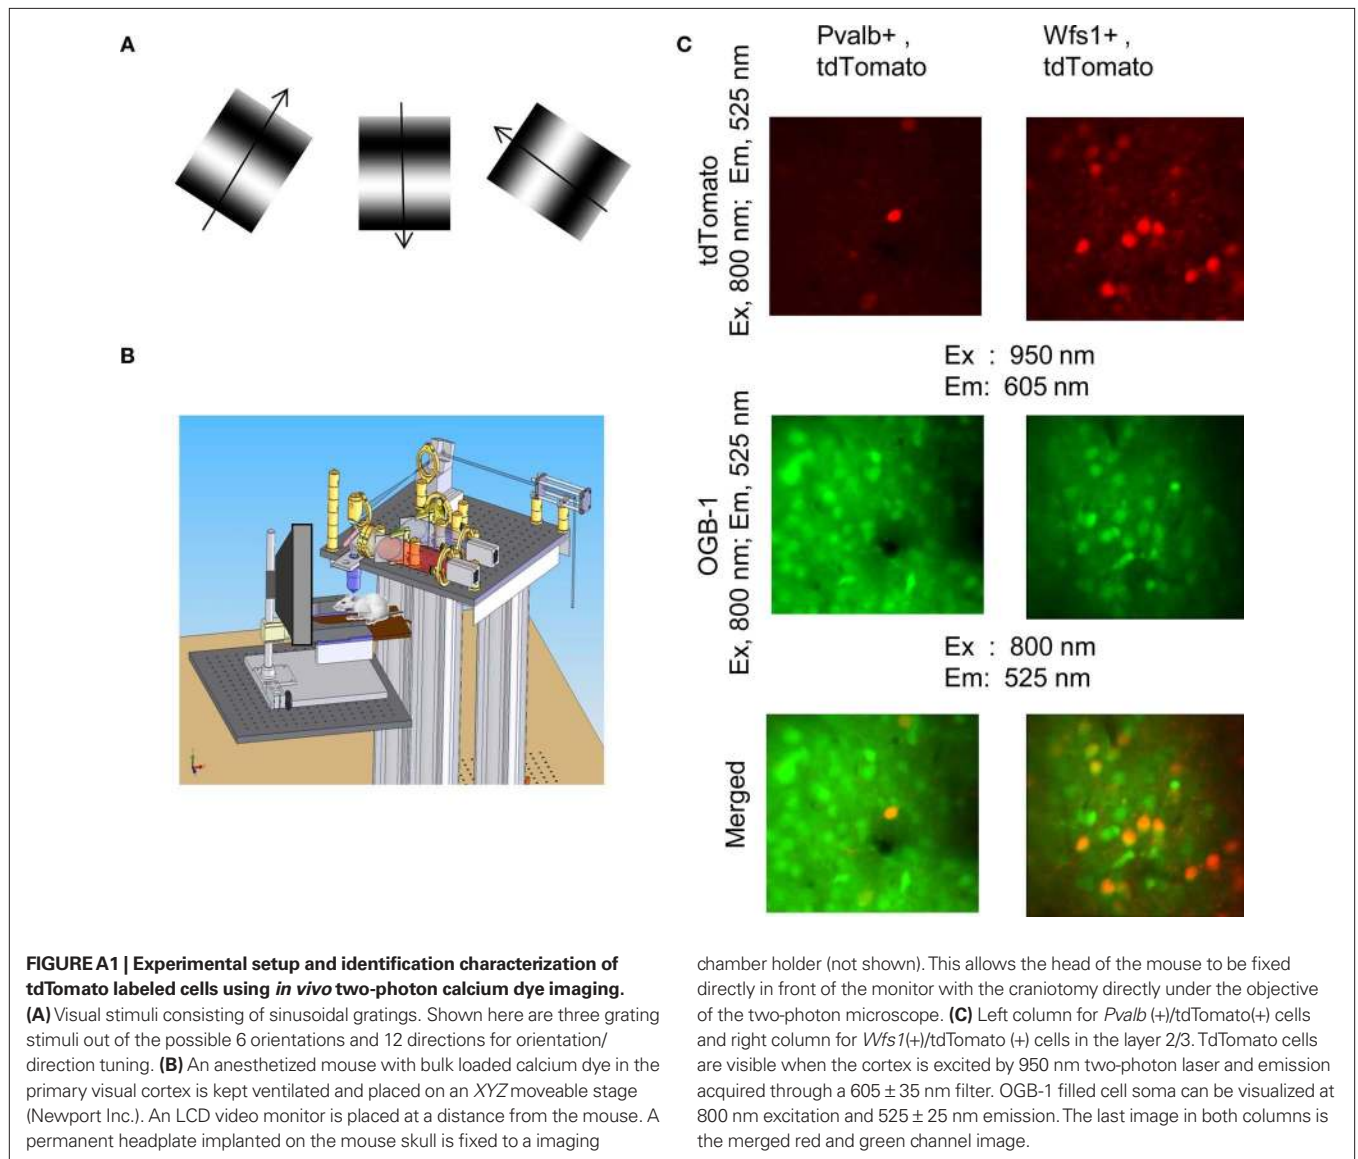 A
B
C
Pvalb+ ,
tdTomato
Wfs1+ ,
tdTomato
tdTomato
Ex, 800 nm; Em, 525 nm
Ex : 950 nm
Em: 605 nm
OGB-1
Ex, 800 nm; Em, 525 nm
Ex : 800 nm
Em: 525 nm
Merged
FIGURE A1 | Experimental setup and identification characterization of
tdTomato labeled cells using in vivo two-photon calcium dye imaging.
(A) Visual stimuli consisting of sinusoidal gratings. Shown here are three grating
stimuli out of the possible 6 orientations and 12 directions for orientation/
direction tuning. (B) An anesthetized mouse with bulk loaded calcium dye in the
primary visual cortex is kept ventilated and placed on an XYZ moveable stage
(Newport Inc.). An LCD video monitor is placed at a distance from the mouse. A
permanent headplate implanted on the mouse skull is fixed to a imaging
chamber holder (not shown). This allows the head of the mouse to be fixed
directly in front of the monitor with the craniotomy directly under the objective
of the two-photon microscope. (C) Left column for Pvalb (+)/tdTomato(+) cells
and right column for Wfs1(+)/tdTomato (+) cells in the layer 2/3. TdTomato cells
are visible when the cortex is excited by 950 nm two-photon laser and emission
acquired through a 605 ± 35 nm filter. OGB-1 filled cell soma can be visualized at
800 nm excitation and 525 ± 25 nm emission. The last image in both columns is
the merged red and green channel image.